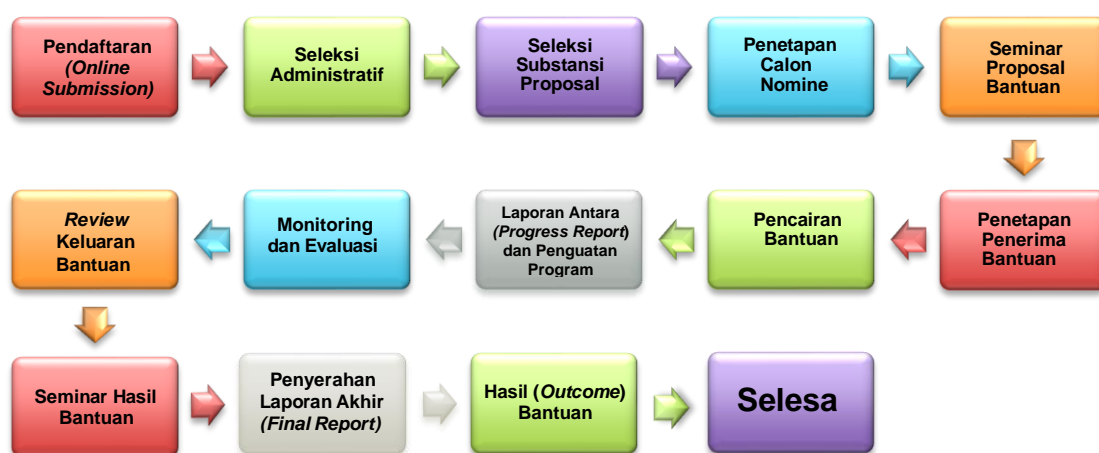 Pendaftaran
(Online
Submission)
Seleksi
Administratif
Seleksi
Substansi
Proposal
Penetapan
Calon
Nomine
Seminar
Proposal
Bantuan
Review
Keluaran
Bantuan
Monitoring
dan Evaluasi
Laporan Antara
(Progress Report)
dan Penguatan
Program
Pencairan
Bantuan
Penetapan
Penerima
Bantuan
Seminar Hasil
Bantuan
Penyerahan
Laporan Akhir
(Final Report)
Hasil (Outcome)
Bantuan
Selesa